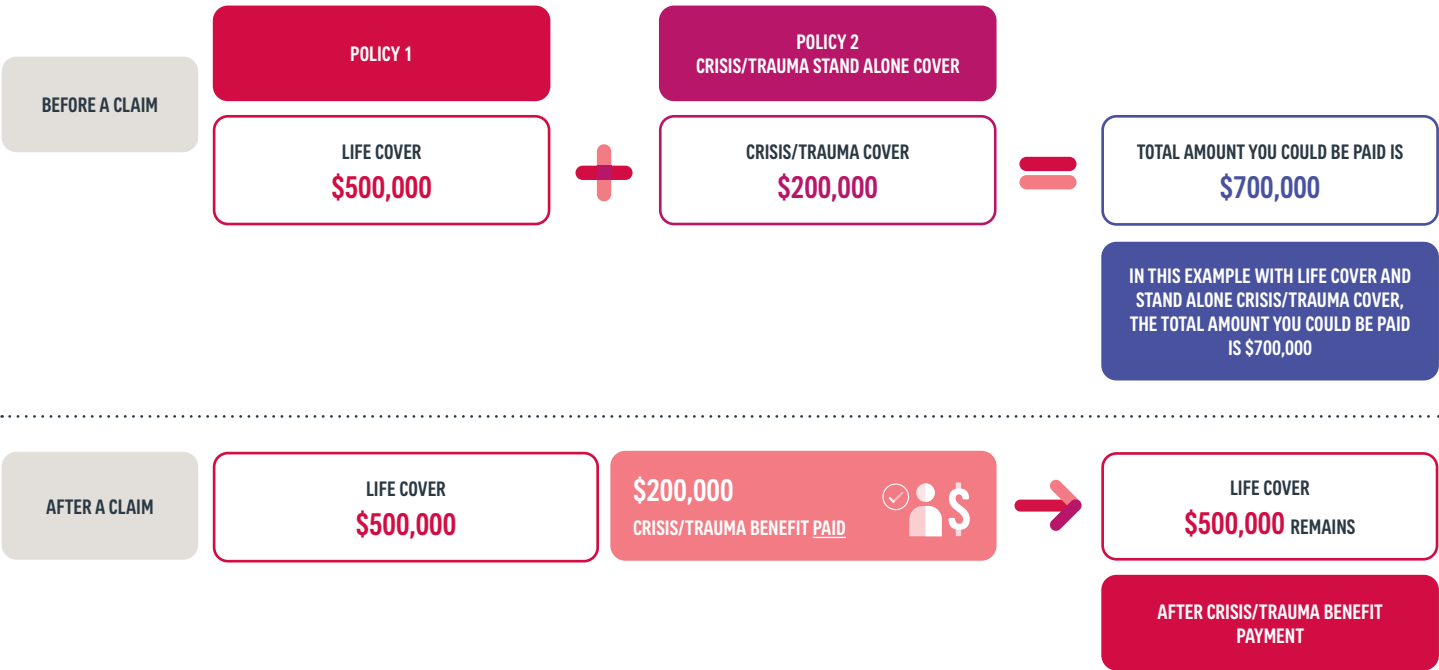 BEFORE A CLAIM
POLICY 1
LIFE COVER
$500,000
POLICY 2
CRISIS/TRAUMA STAND ALONE COVER
CRISIS/TRAUMA COVER
$200,000
TOTAL AMOUNT YOU COULD BE PAID IS
$700,000
IN THIS EXAMPLE WITH LIFE COVER AND
STAND ALONE CRISIS/TRAUMA COVER,
THE TOTAL AMOUNT YOU COULD BE PAID
IS $700,000
AFTER A CLAIM
LIFE COVER
$500,000
$200,000
CRISIS/TRAUMA BENEFIT PAID
$
LIFE COVER
$500,000 REMAINS
AFTER CRISIS/TRAUMA BENEFIT
PAYMENT